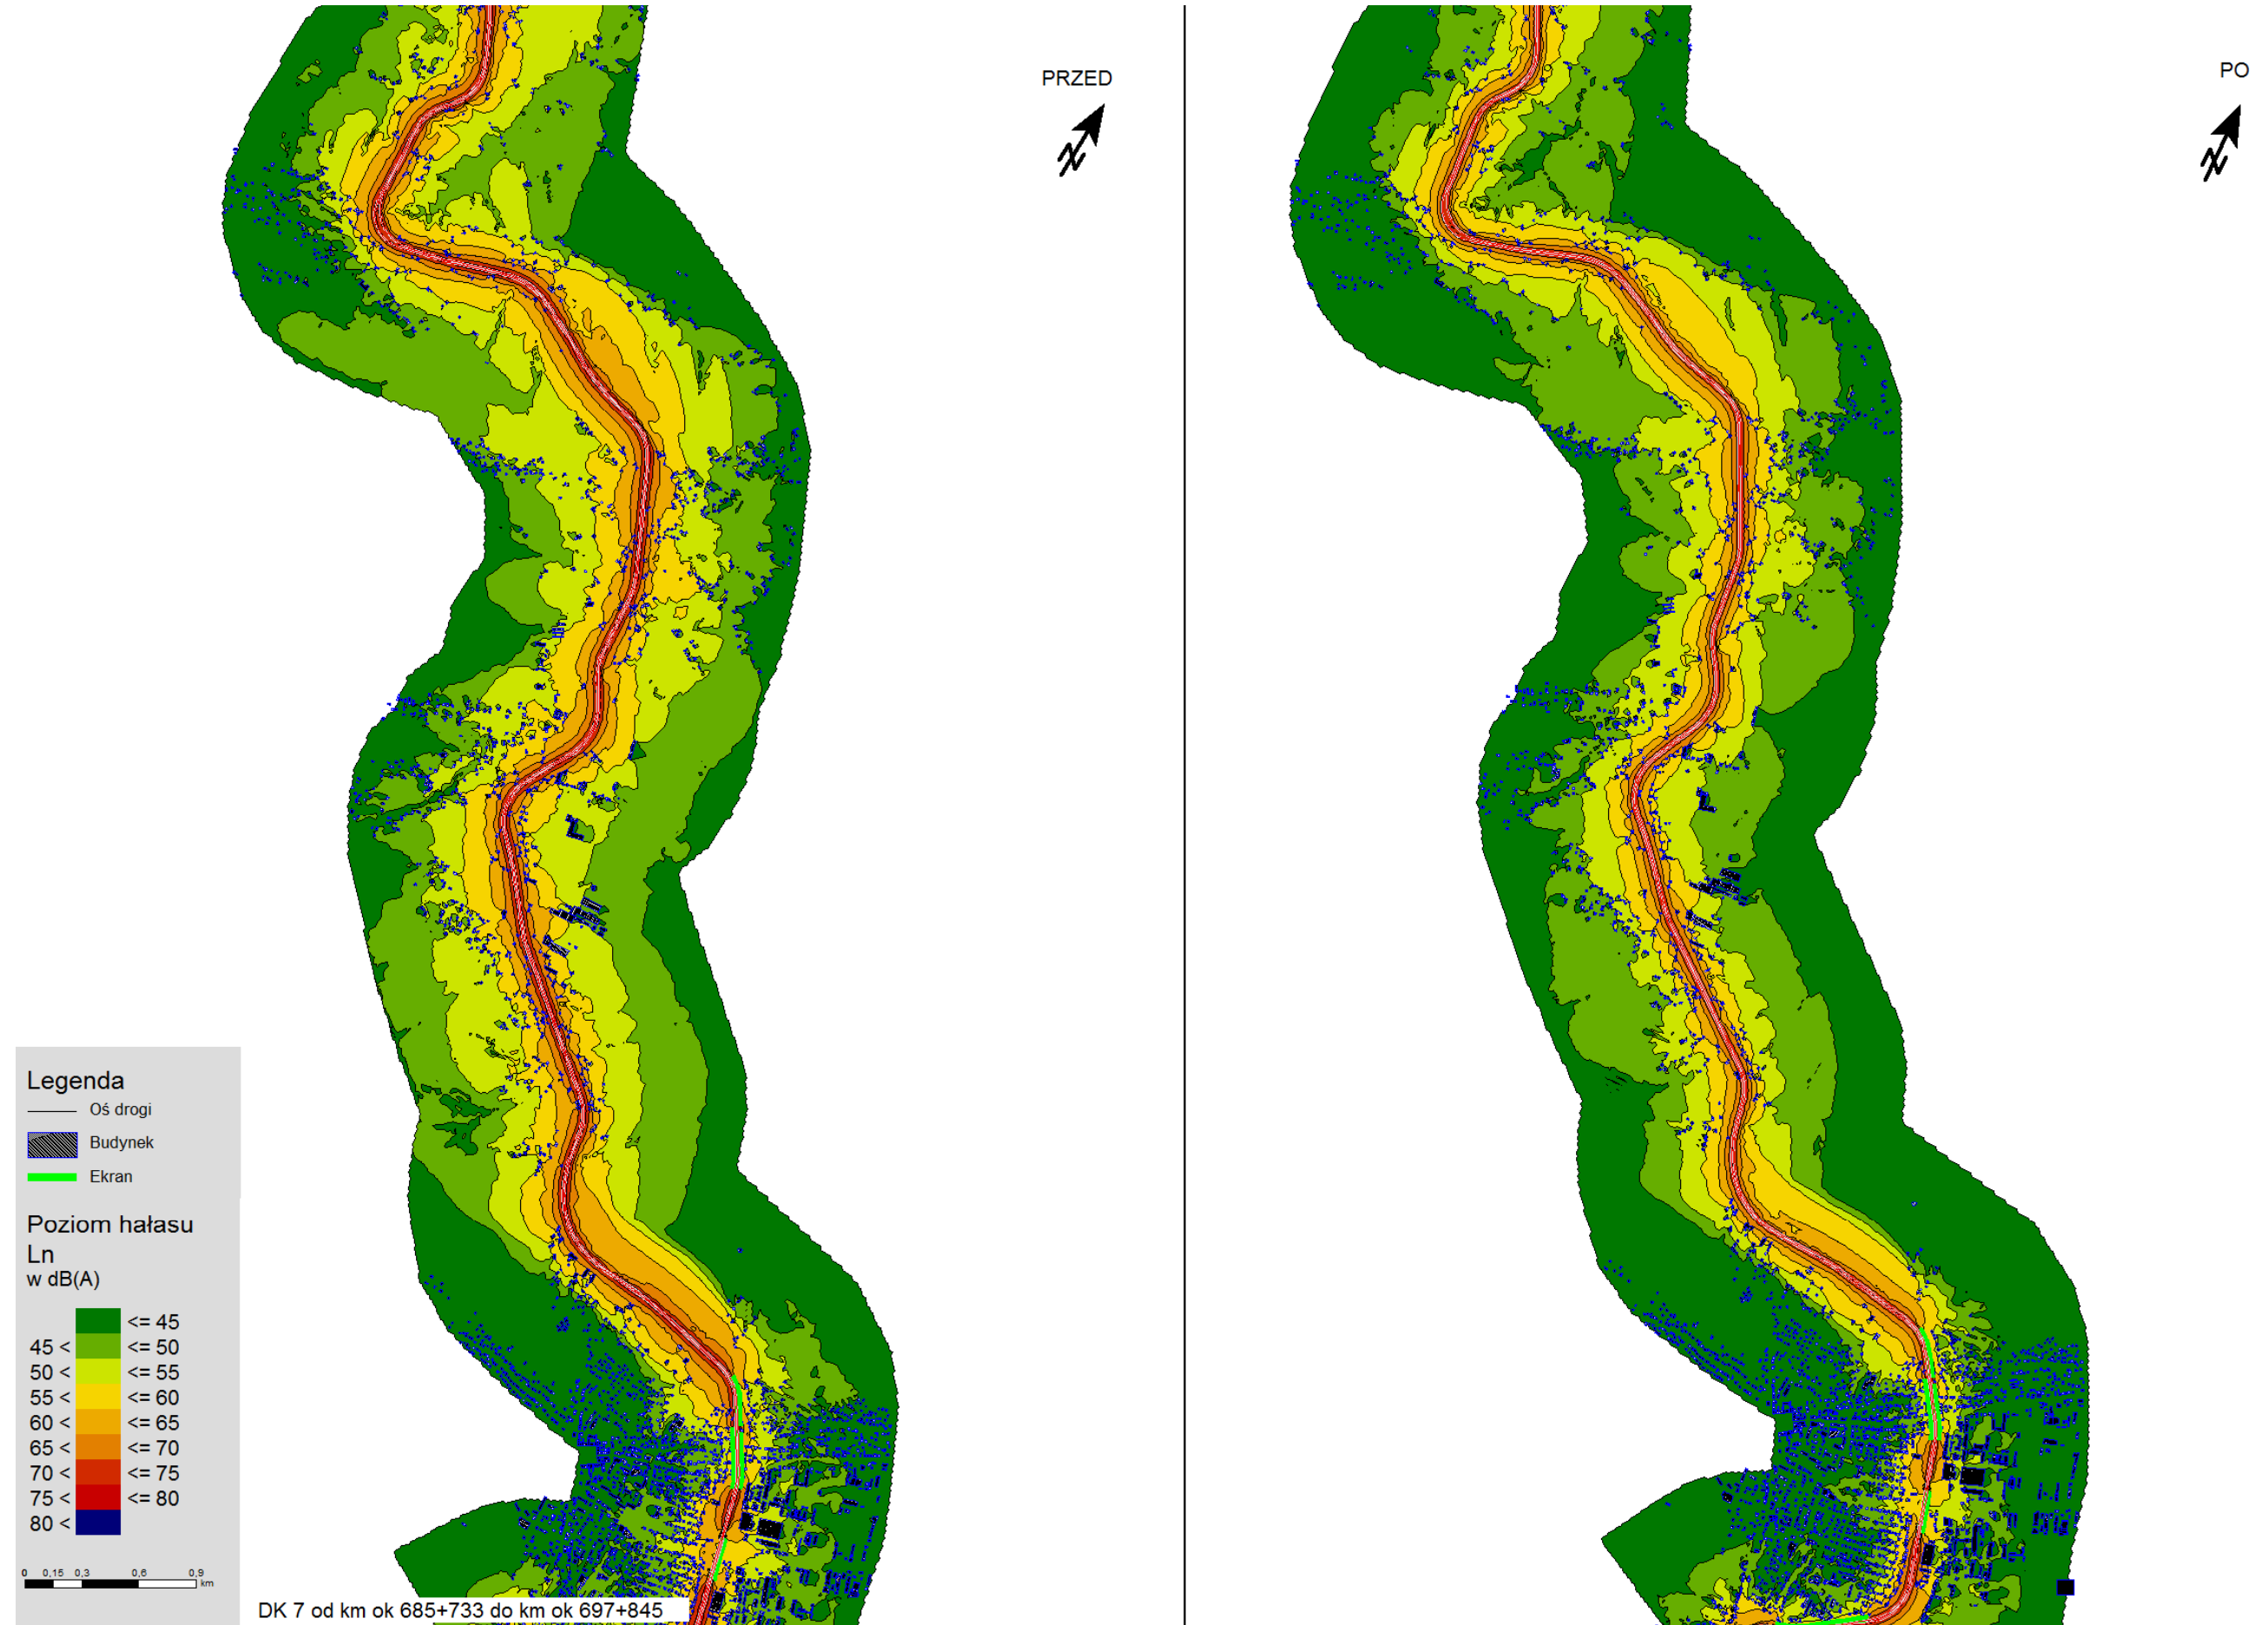 PRZED
PO
N
N
Legenda
Oś drogi
Budynek
Ekran
Poziom hałasu
Ln
w dB(A)
<= 45
45 < <= 50
50 < <= 55
55 < <= 60
60 < <= 65
65 < <= 70
70 < <= 75
75 < <= 80
80 <
0 0,15 0,3 0,6 0,9
km
DK 7 od km ok 685+733 do km ok 697+845